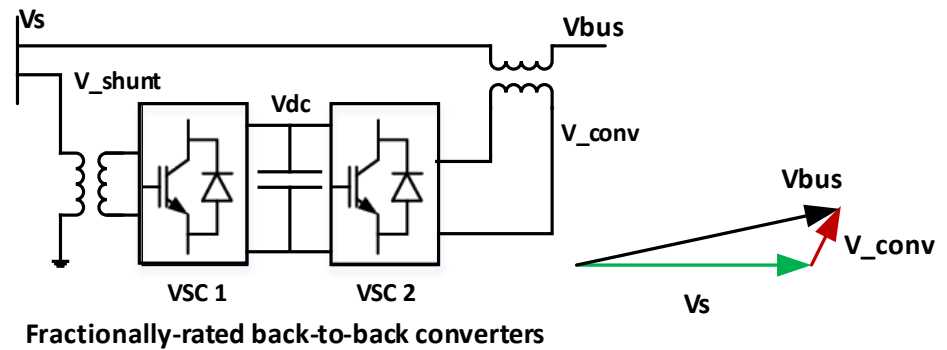 Vs
Vbus
V_shunt
Vdc
V_conv
Vbus
V_conv
VSC 1
VSC 2
Vs
Fractionally-rated back-to-back converters